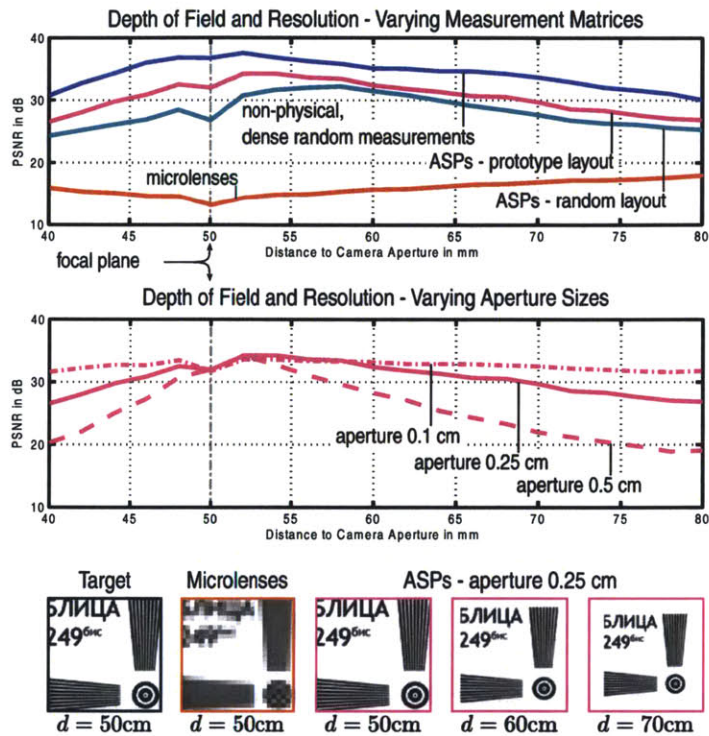 Depth of Field and Resolution - Varying Measurement Matrices
40
30
20
10
PSNR in dB
non-physical,
dense random measurements
ASPs - prototype layout
microlenses
ASPs - random layout
40 45 50 55 60 65 70 75 80
Distance to Camera Aperture in mm
focal plane
Depth of Field and Resolution - Varying Aperture Sizes
40
30
20
10
PSNR in dB
aperture 0.1 cm
aperture 0.25 cm
aperture 0.5 cm
40 45 50 55 60 65 70 75 80
Distance to Camera Aperture in mm
Target Microlenses ASPs - aperture 0.25 cm
БЛИЦА БЛИЦА БЛИЦА БЛИЦА
249бис 249бис 249бис 249бис
d = 50cm d = 50cm d = 50cm d = 60cm d = 70cm